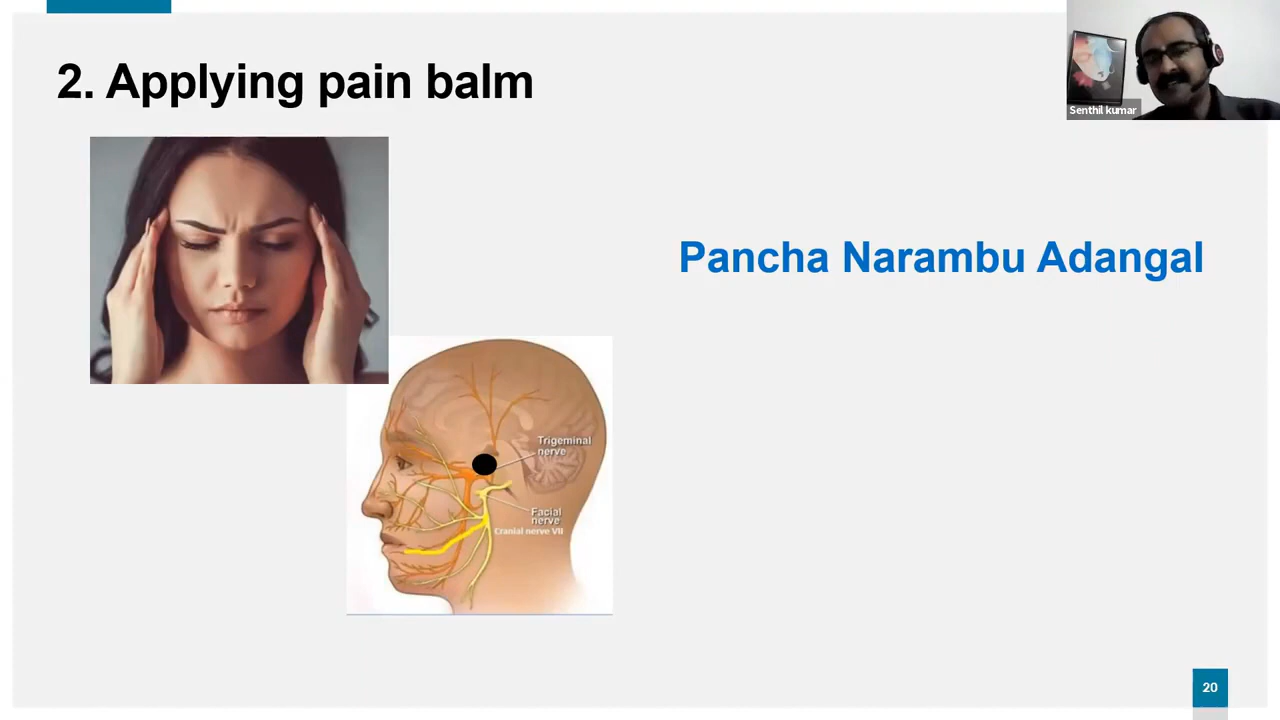 2. Applying pain balm
Senthil kumar
Pancha Narambu Adangal
Trigeminal
nerve
Facial
nerve
Cranial nerve VII
20